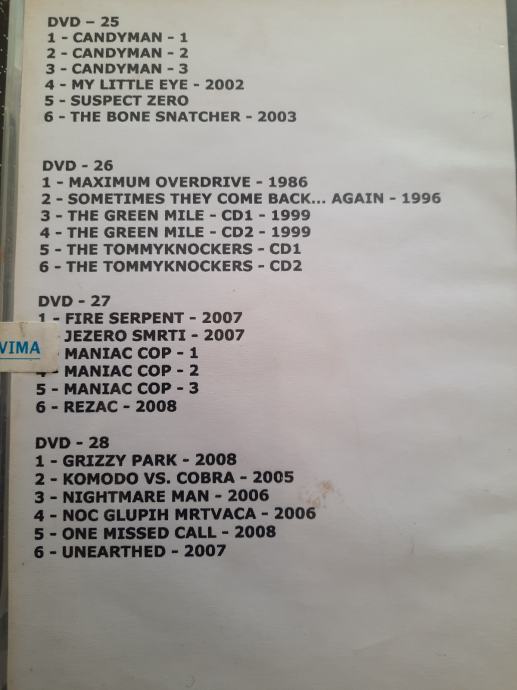 DVD - 25
1 - CANDYMAN - 1
2 - CANDYMAN - 2
3 - CANDYMAN - 3
4 - MY LITTLE EYE - 2002
5 - SUSPECT ZERO
6 - THE BONE SNATCHER - 2003
DVD - 26
1 - MAXIMUM OVERDRIVE - 1986
2 - SOMETIMES THEY COME BACK... AGAIN - 1996
3 - THE GREEN MILE - CD1 - 1999
4 - THE GREEN MILE - CD2 - 1999
5 - THE TOMMYKNOCKERS - CD1
6 - THE TOMMYKNOCKERS - CD2
DVD - 27
1 - FIRE SERPENT - 2007
JEZERO SMRTI - 2007
VIMA
MANIAC COP - 1
4 - MANIAC COP - 2
5 - MANIAC COP - 3
6 - REZAC - 2008
DVD - 28
1 - GRIZZY PARK - 2008
2 - KOMODO VS. COBRA - 2005
3 - NIGHTMARE MAN - 2006
4 - NOC GLUPIH MRTVACA - 2006
5 - ONE MISSED CALL - 2008
6 - UNEARTHED - 2007